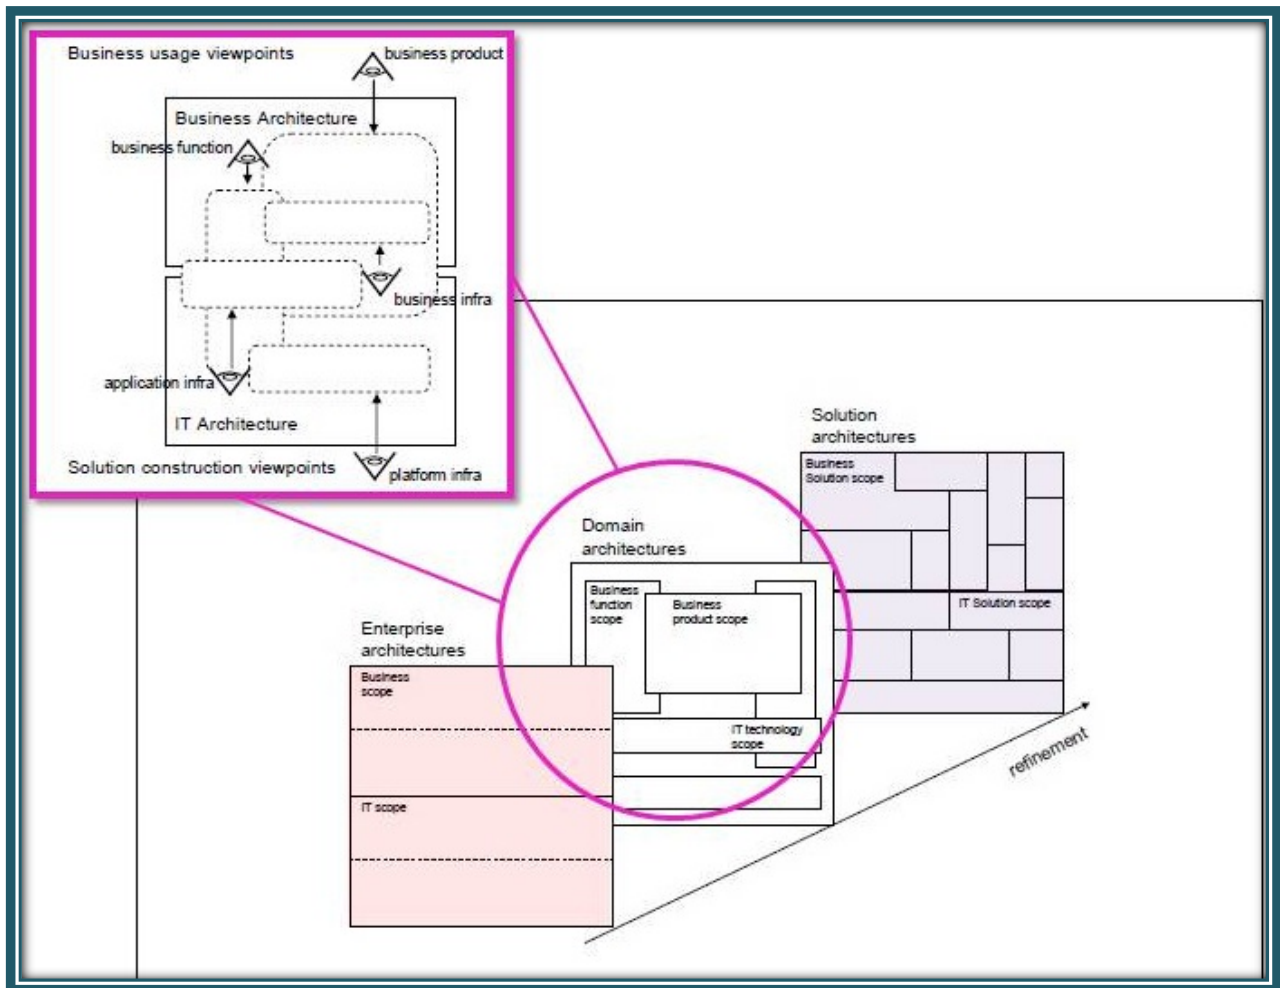 Business usage viewpoints
business product
Business Architecture
business function
business infra
application infra
IT Architecture
Solution construction viewpoints
platform infra
Solution
architectures
Business
Solution scope
IT Solution scope
Domain
architectures
Business
function
scope
Business
product scope
IT technology
scope
Enterprise
architectures
Business
scope
IT scope
refinement